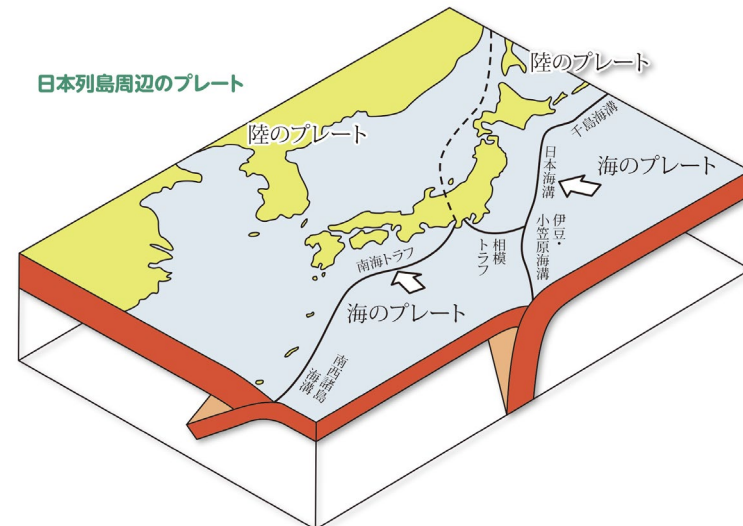 日本列島周辺のプレート
陸のプレート
陸のプレート
千島海溝
日本海溝
海のプレート
伊豆・
小笠原海溝
相模
トラフ
南海トラフ
海のプレート
南西諸島
海溝